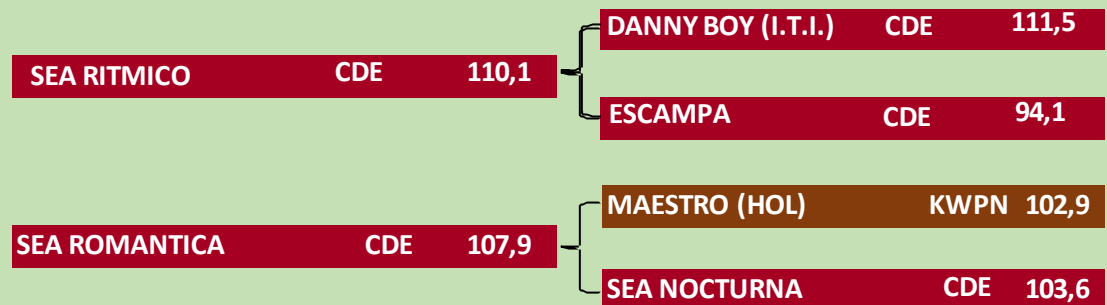 DANNY BOY (I.T.I.) CDE 111,5
SEA RITMICO CDE 110,1
ESCAMPA CDE 94,1
MAESTRO (HOL) KWPN 102,9
SEA ROMANTICA CDE 107,9
SEA NOCTURNA CDE 103,6